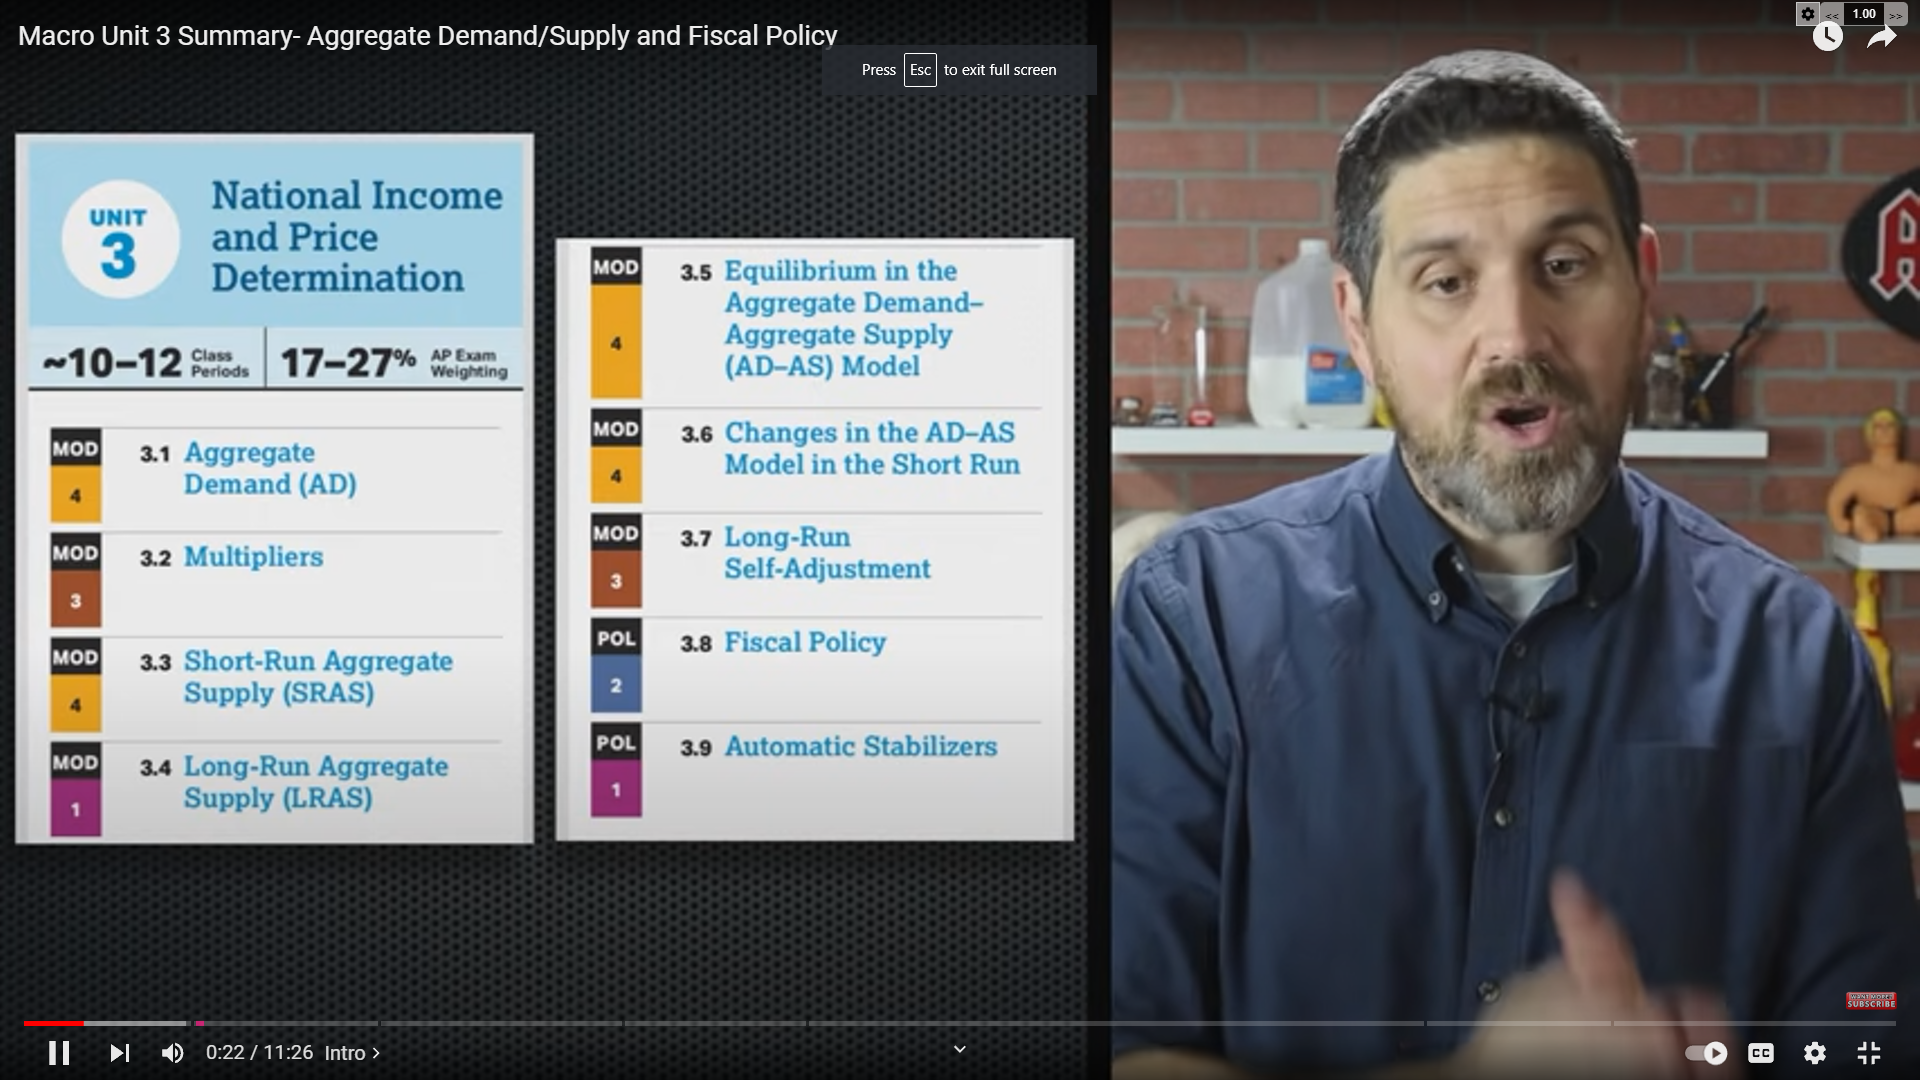 Macro Unit 3 Summary- Aggregate Demand/Supply and Fiscal Policy
<< 1.00 >>
Press Esc to exit full screen
UNIT
3
National Income
and Price
Determination
~10–12 Class Periods
17–27% AP Exam Weighting
MOD
4
3.1 Aggregate
Demand (AD)
MOD
3
3.2 Multipliers
MOD
4
3.3 Short-Run Aggregate
Supply (SRAS)
MOD
1
3.4 Long-Run Aggregate
Supply (LRAS)
MOD
4
3.5 Equilibrium in the
Aggregate Demand–
Aggregate Supply
(AD–AS) Model
MOD
4
3.6 Changes in the AD–AS
Model in the Short Run
MOD
3
3.7 Long-Run
Self-Adjustment
POL
2
3.8 Fiscal Policy
POL
1
3.9 Automatic Stabilizers
A
WANT MORE?
SUBSCRIBE
0:22 / 11:26 Intro >
CC